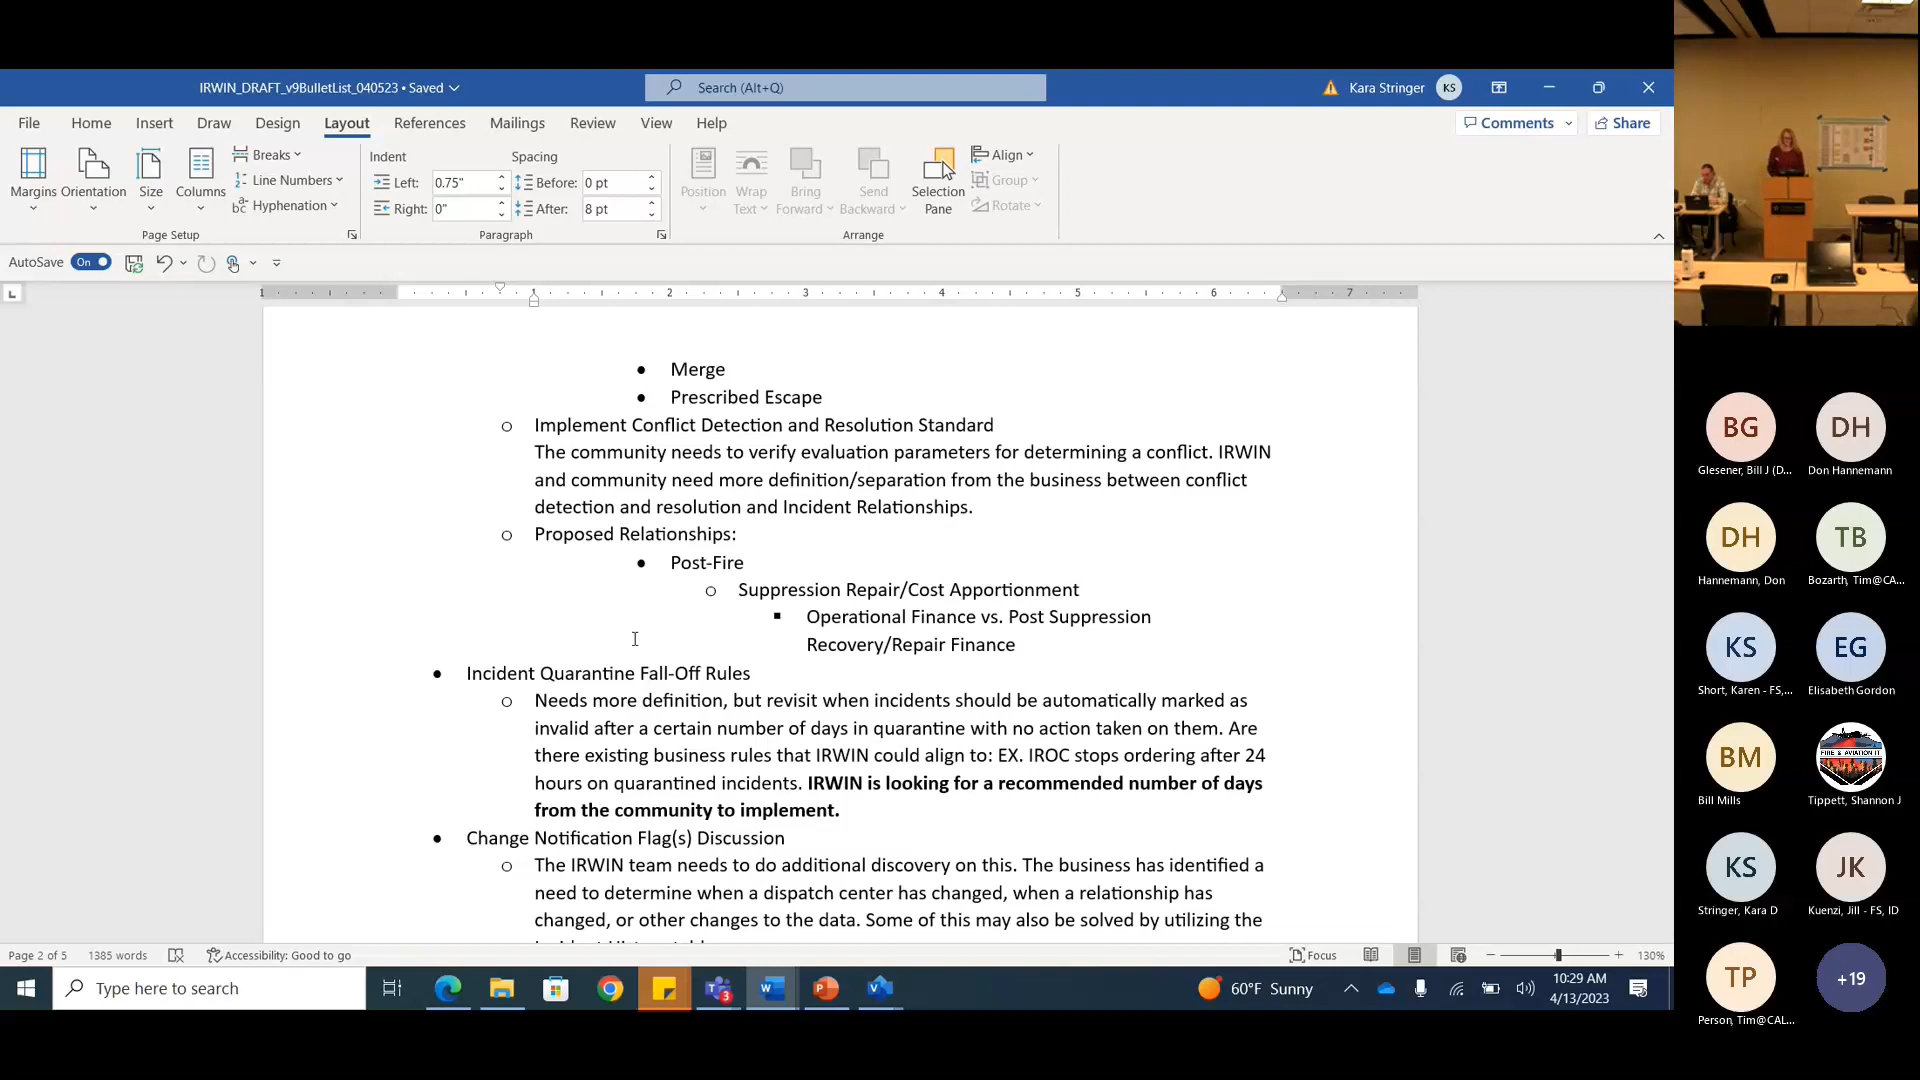 IRWIN_DRAFT_v9BulletList_040523 • Saved
Search (Alt+Q)
Kara Stringer
KS
File Home Insert Draw Design Layout References Mailings Review View Help
Comments
Share
Margins
Orientation
Size
Columns
Breaks
Line Numbers
Hyphenation
Page Setup
Indent
Left: 0.75"
Right: 0"
Spacing
Before: 0 pt
After: 8 pt
Paragraph
Position
Wrap Text
Bring Forward
Send Backward
Selection Pane
Align
Group
Rotate
Arrange
AutoSave On
1 1 2 3 4 5 6 7
• Merge
• Prescribed Escape
o Implement Conflict Detection and Resolution Standard
The community needs to verify evaluation parameters for determining a conflict. IRWIN
and community need more definition/separation from the business between conflict
detection and resolution and Incident Relationships.
o Proposed Relationships:
• Post-Fire
o Suppression Repair/Cost Apportionment
▪ Operational Finance vs. Post Suppression
Recovery/Repair Finance
• Incident Quarantine Fall-Off Rules
o Needs more definition, but revisit when incidents should be automatically marked as
invalid after a certain number of days in quarantine with no action taken on them. Are
there existing business rules that IRWIN could align to: EX. IROC stops ordering after 24
hours on quarantined incidents. IRWIN is looking for a recommended number of days
from the community to implement.
• Change Notification Flag(s) Discussion
o The IRWIN team needs to do additional discovery on this. The business has identified a
need to determine when a dispatch center has changed, when a relationship has
changed, or other changes to the data. Some of this may also be solved by utilizing the
Page 2 of 5
1385 words
Accessibility: Good to go
Focus
130%
Type here to search
3
60°F Sunny
10:29 AM
4/13/2023
BG
Glesener, Bill J (D...
DH
Don Hannemann
DH
Hannemann, Don
TB
Bozarth, Tim@CA...
KS
Short, Karen - FS,...
EG
Elisabeth Gordon
BM
Bill Mills
FIRE & AVIATION IT
Tippett, Shannon J
KS
Stringer, Kara D
JK
Kuenzi, Jill - FS, ID
TP
Person, Tim@CAL...
+19